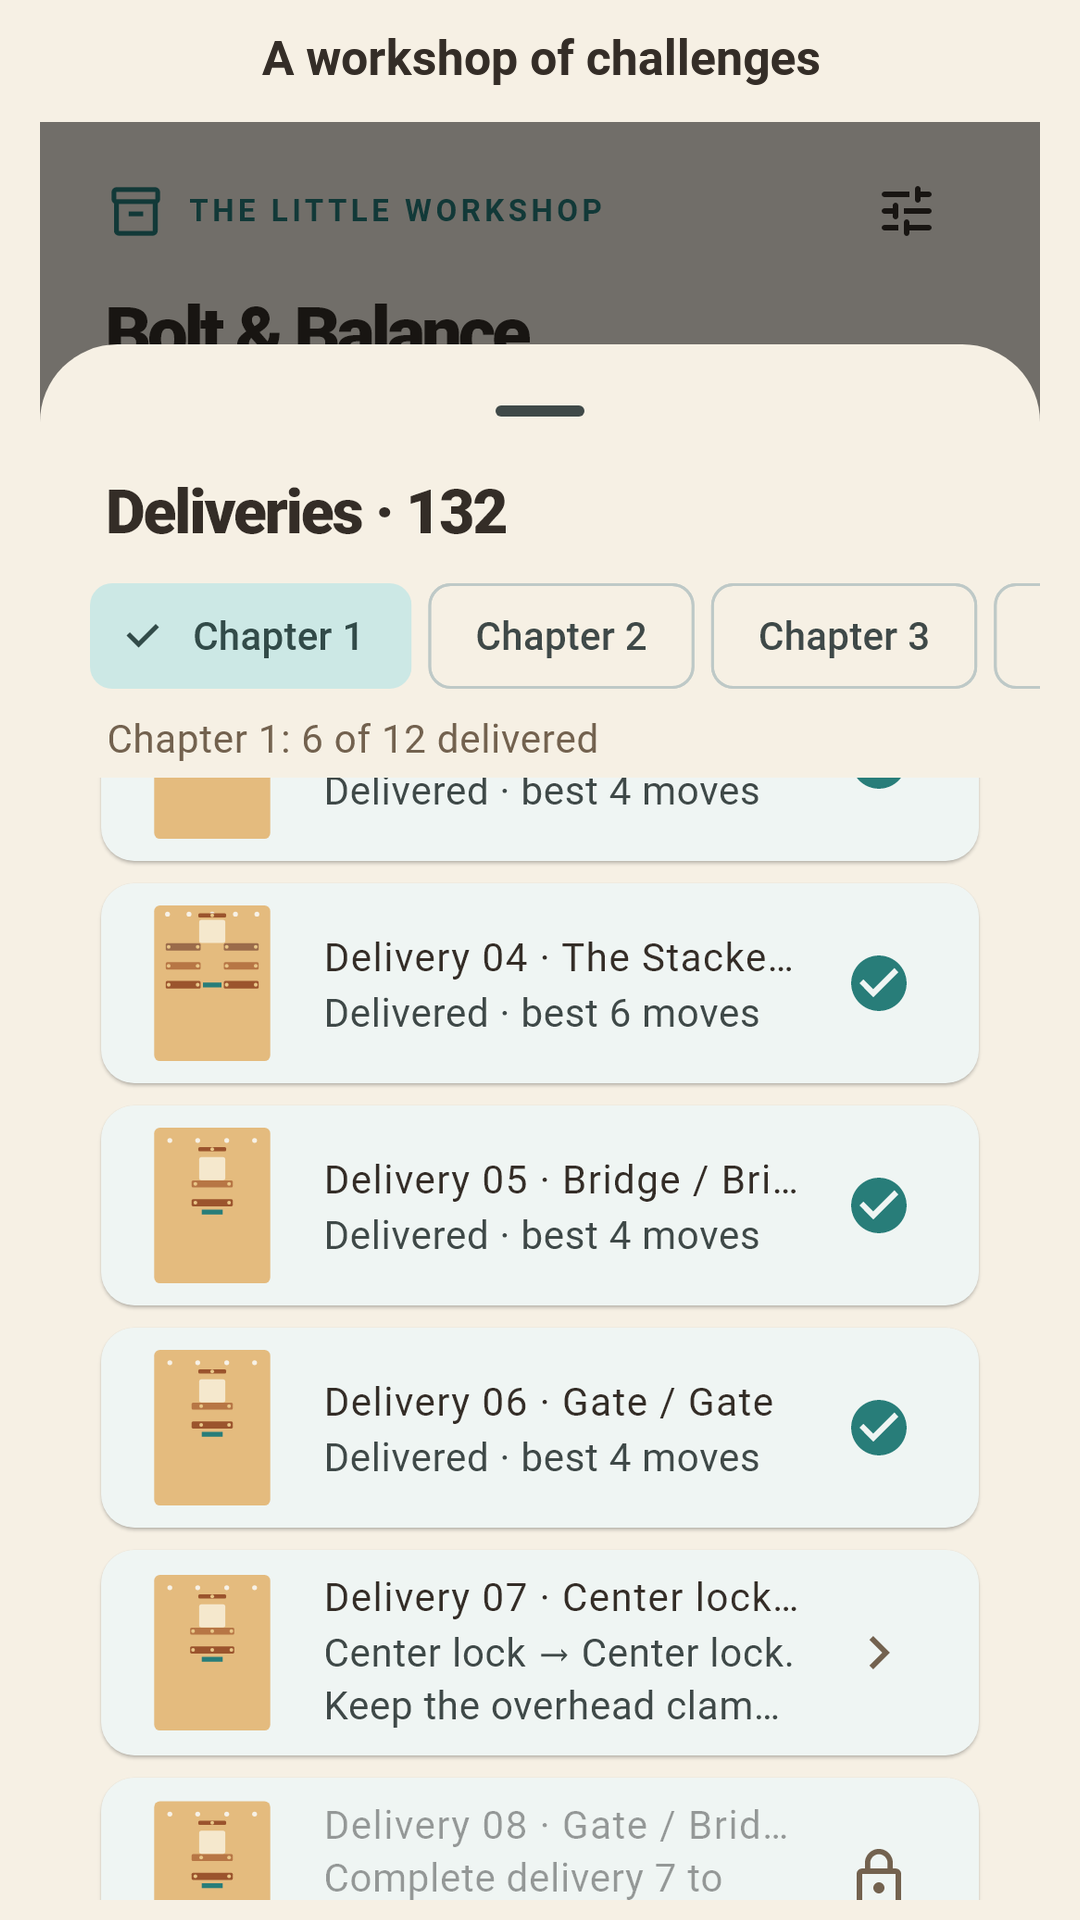 A workshop of challenges
THE LITTLE WORKSHOP
Bolt & Balance
Deliveries · 132
Chapter 1
Chapter 2
Chapter 3
Chapter 1: 6 of 12 delivered
Delivered · best 4 moves
Delivery 04 · The Stacke…
Delivered · best 6 moves
Delivery 05 · Bridge / Bri…
Delivered · best 4 moves
Delivery 06 · Gate / Gate
Delivered · best 4 moves
Delivery 07 · Center lock…
Center lock → Center lock.
Keep the overhead clam…
Delivery 08 · Gate / Brid…
Complete delivery 7 to